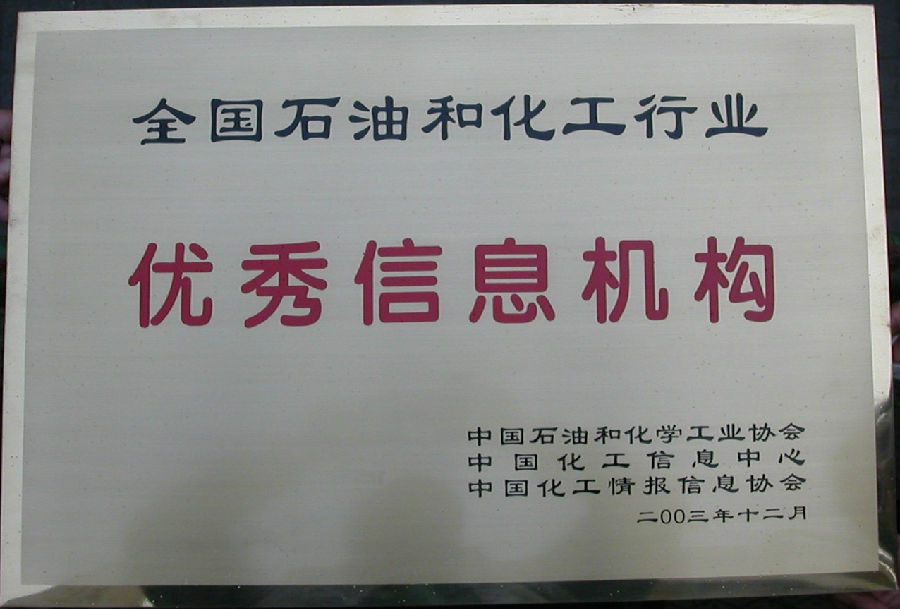 全国石油和化工行业
优秀信息机构
中国石油和化学工业协会
中国化工信息中心
中国化工情报信息协会
二00三年十二月